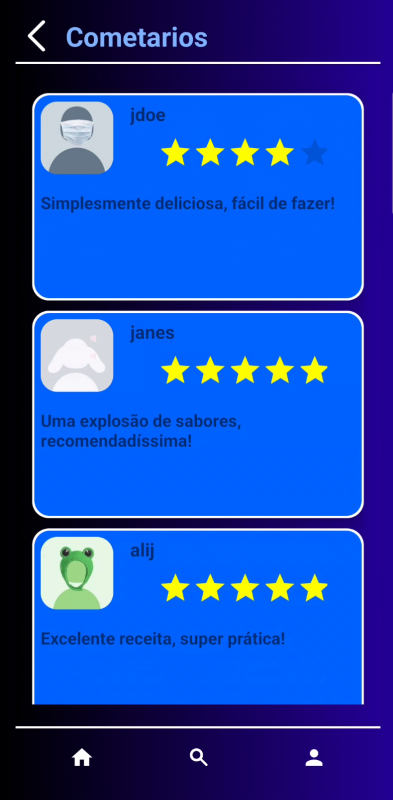 Cometarios
jdoe
Simplesmente deliciosa, fácil de fazer!
janes
Uma explosão de sabores,
recomendadíssima!
alij
Excelente receita, super prática!